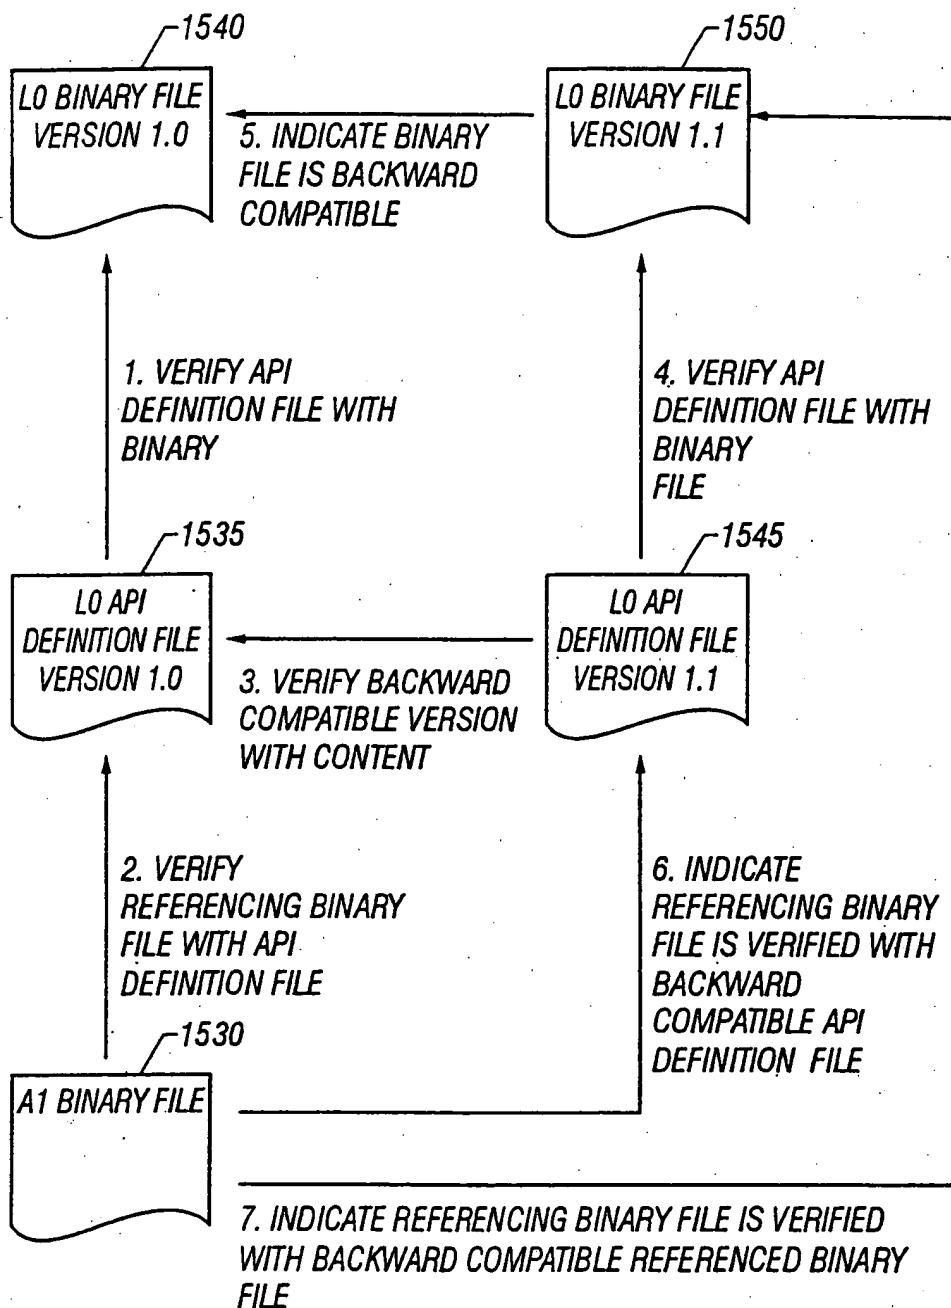 1540
L0 BINARY FILE
VERSION 1.0
1550
L0 BINARY FILE
VERSION 1.1
5. INDICATE BINARY
FILE IS BACKWARD
COMPATIBLE
1. VERIFY API
DEFINITION FILE WITH
BINARY
4. VERIFY API
DEFINITION FILE WITH
BINARY
FILE
1535
L0 API
DEFINITION FILE
VERSION 1.0
1545
L0 API
DEFINITION FILE
VERSION 1.1
3. VERIFY BACKWARD
COMPATIBLE VERSION
WITH CONTENT
2. VERIFY
REFERENCING BINARY
FILE WITH API
DEFINITION FILE
6. INDICATE
REFERENCING BINARY
FILE IS VERIFIED WITH
BACKWARD
COMPATIBLE API
DEFINITION FILE
1530
A1 BINARY FILE
7. INDICATE REFERENCING BINARY FILE IS VERIFIED
WITH BACKWARD COMPATIBLE REFERENCED BINARY
FILE